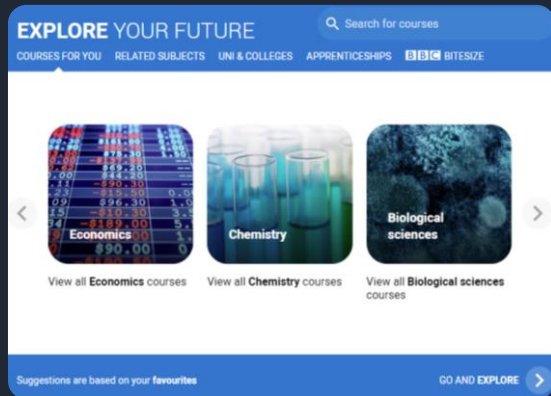 EXPLORE YOUR FUTURE
Search for courses
COURSES FOR YOU RELATED SUBJECTS UNI & COLLEGES APPRENTICESHIPS BBC BITESIZE
Economics
Chemistry
Biological
sciences
View all Economics courses
View all Chemistry courses
View all Biological sciences
courses
Suggestions are based on your favourites
GO AND EXPLORE